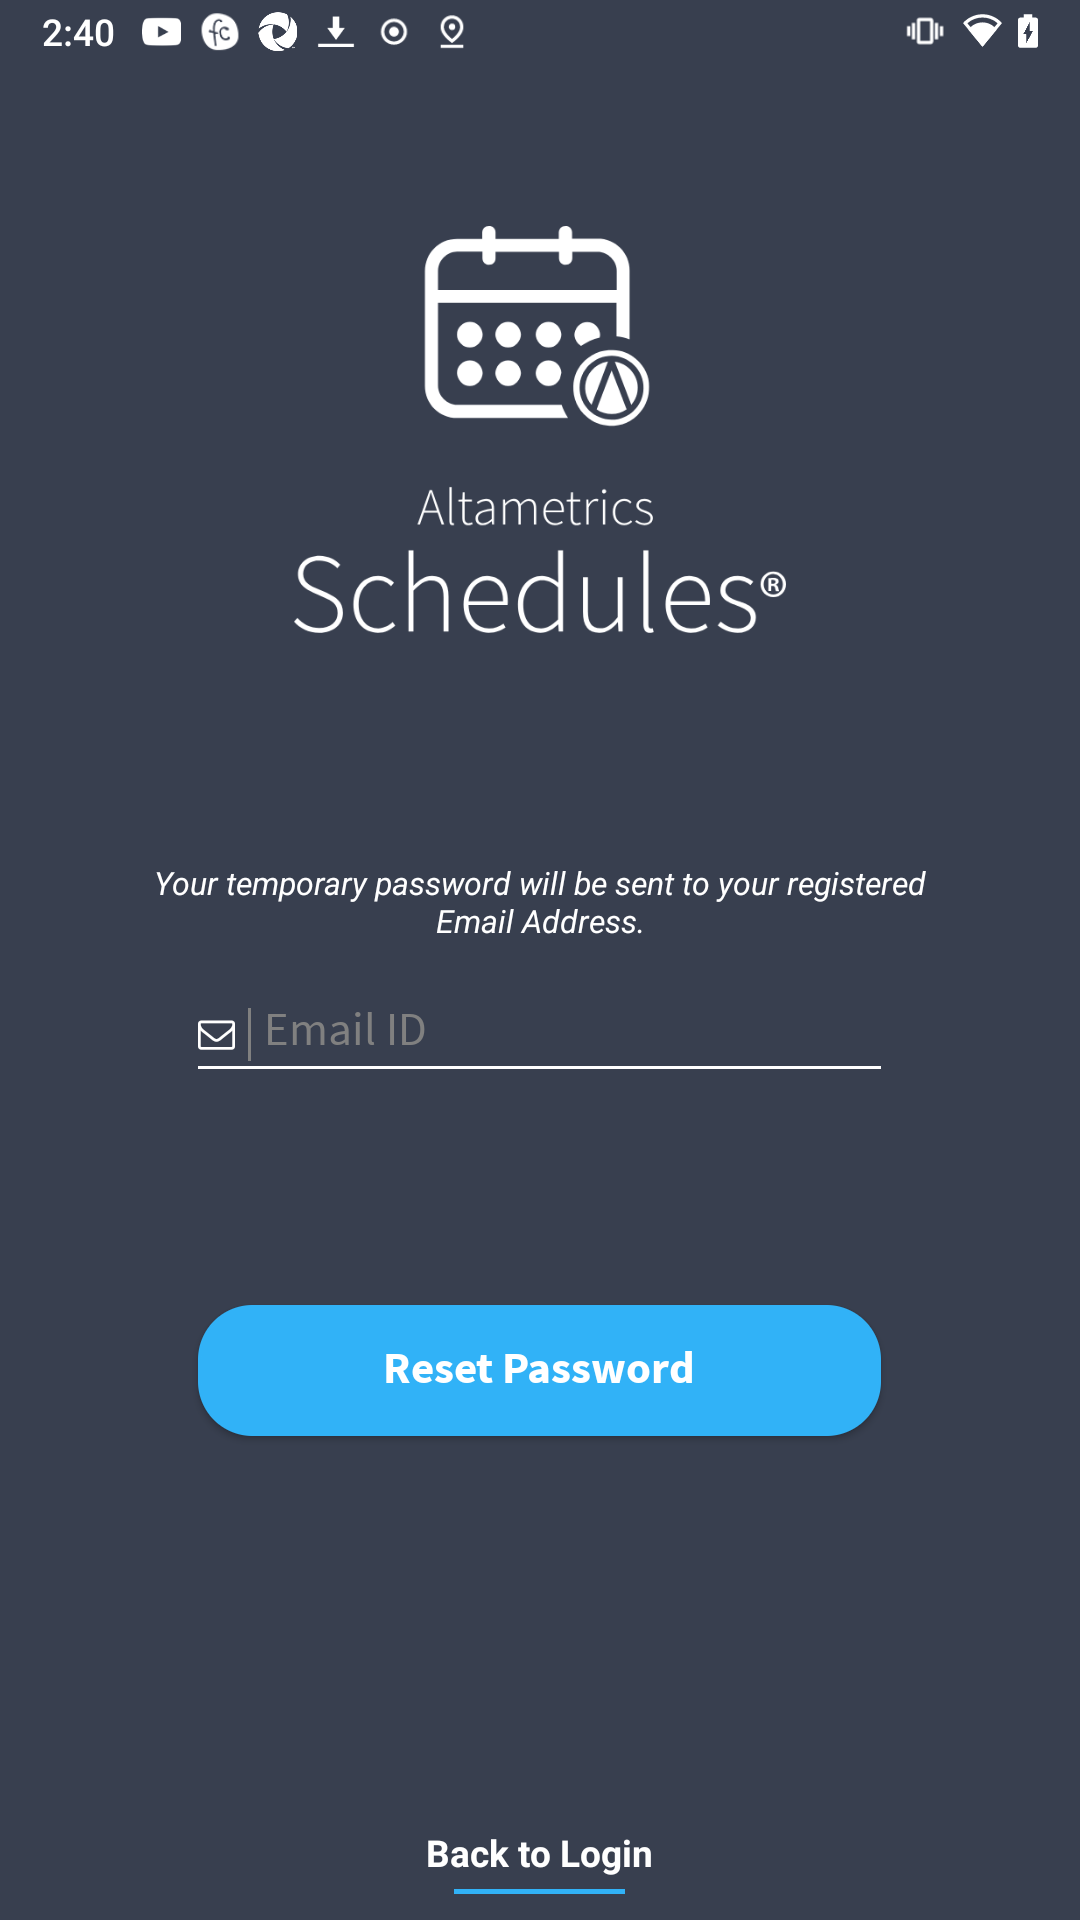 2:40
Altametrics
Schedules®
Your temporary password will be sent to your registered
Email Address.
Email ID
Reset Password
Back to Login